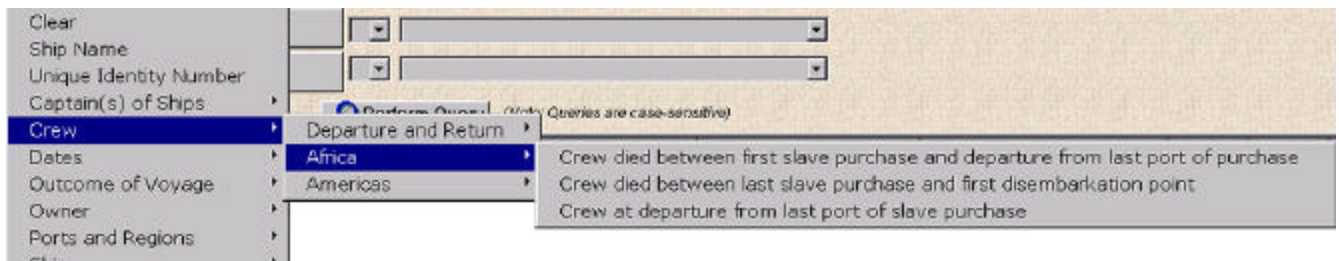 Clear
Ship Name
Unique Identity Number
Captain(s) of Ships
Perform Query (Note: Queries are case-sensitive)
Crew
Departure and Return
Dates
Africa
Crew died between first slave purchase and departure from last port of purchase
Outcome of Voyage
Americas
Crew died between last slave purchase and first disembarkation point
Owner
Crew at departure from last port of slave purchase
Ports and Regions